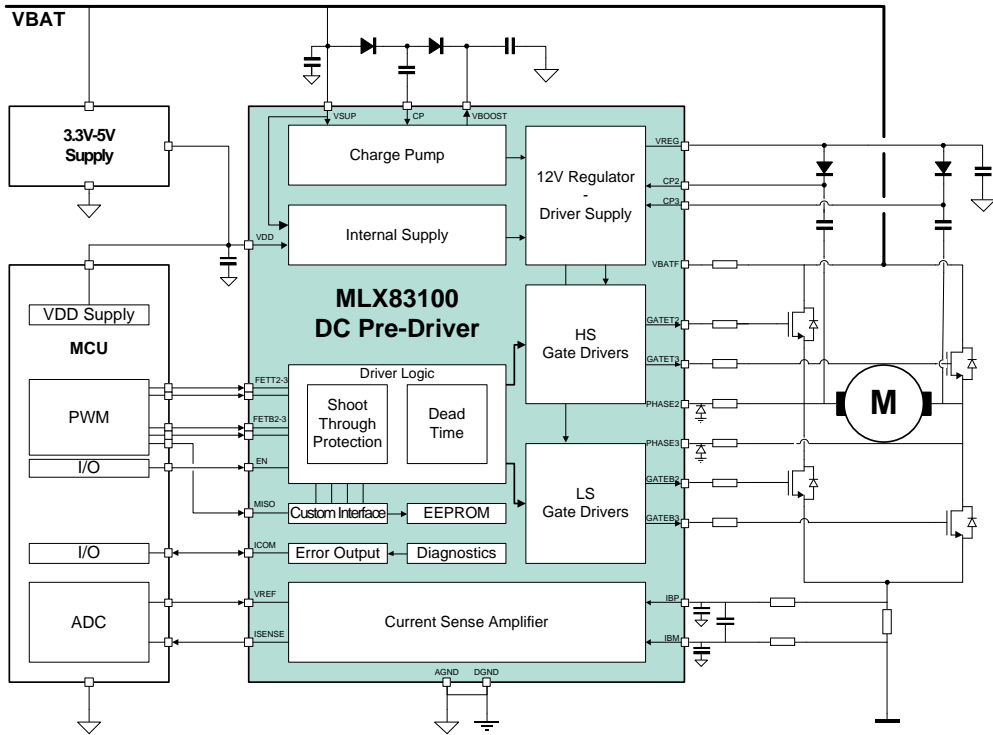 VBAT
3.3V-5V
Supply
VSUP
CP
VBOOST
Charge Pump
12V Regulator
-
Driver Supply
VREG
CP2
CP3
Internal Supply
VDD
VBATF
VDD Supply
MCU
MLX83100
DC Pre-Driver
HS
Gate Drivers
GATET2
GATET3
PHASE2
M
PHASE3
PWM
FETT2-3
FETB2-3
Driver Logic
Shoot
Through
Protection
Dead
Time
I/O
EN
LS
Gate Drivers
GATEB2
GATEB3
MISO
Custom Interface
EEPROM
I/O
ICOM
Error Output
Diagnostics
ADC
VREF
ISENSE
Current Sense Amplifier
IBP
IBM
AGND
DGND